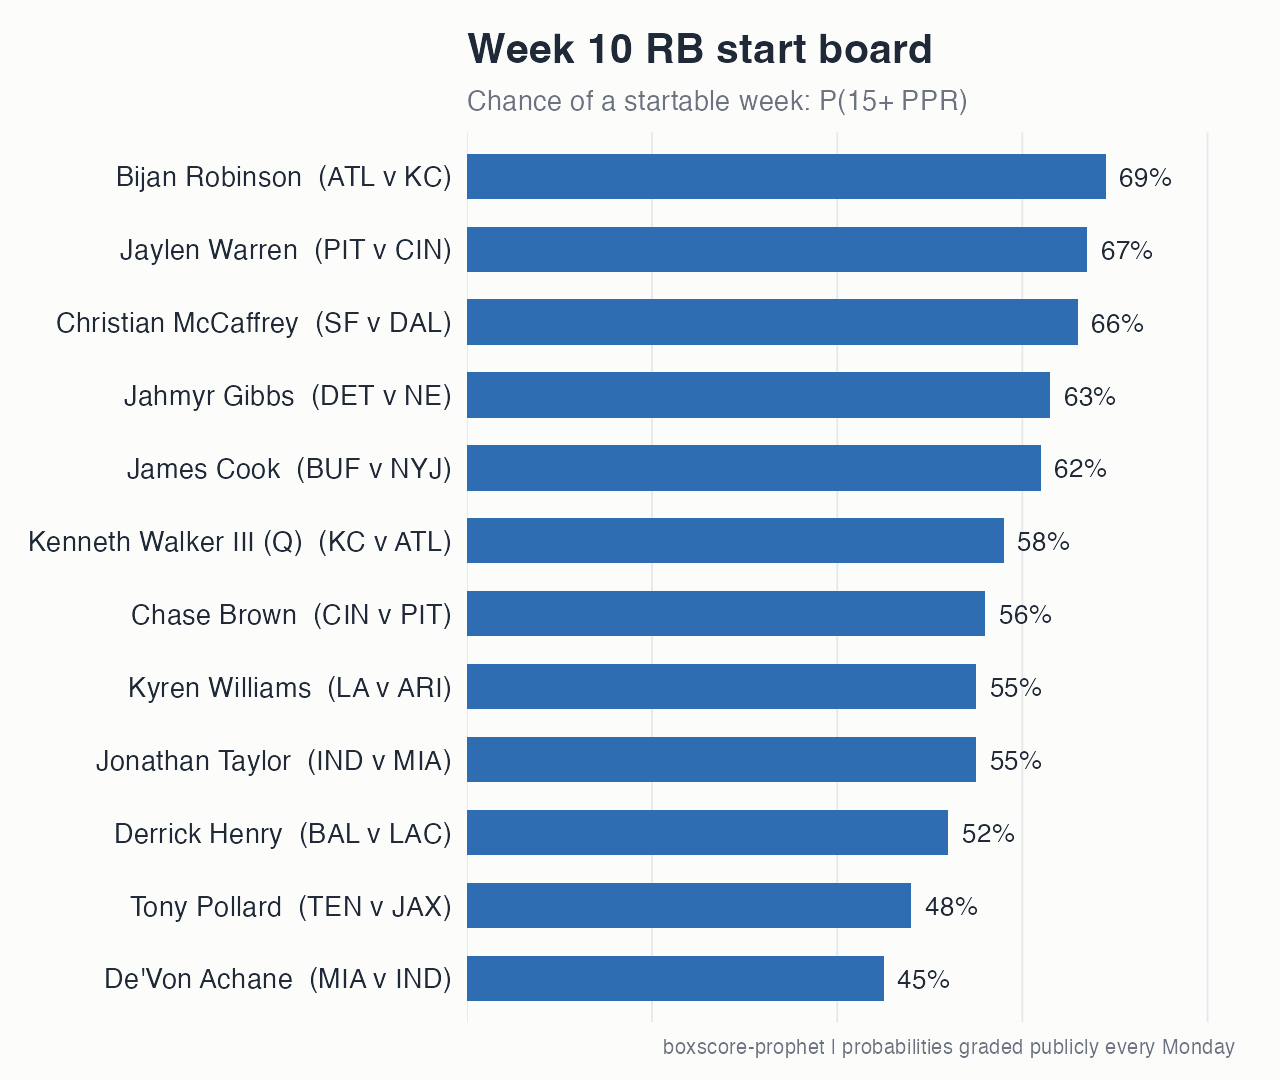 Week 10 RB start board
Chance of a startable week: P(15+ PPR)
Bijan Robinson (ATL v KC) 69%
Jaylen Warren (PIT v CIN) 67%
Christian McCaffrey (SF v DAL) 66%
Jahmyr Gibbs (DET v NE) 63%
James Cook (BUF v NYJ) 62%
Kenneth Walker III (Q) (KC v ATL) 58%
Chase Brown (CIN v PIT) 56%
Kyren Williams (LA v ARI) 55%
Jonathan Taylor (IND v MIA) 55%
Derrick Henry (BAL v LAC) 52%
Tony Pollard (TEN v JAX) 48%
De'Von Achane (MIA v IND) 45%
boxscore-prophet | probabilities graded publicly every Monday